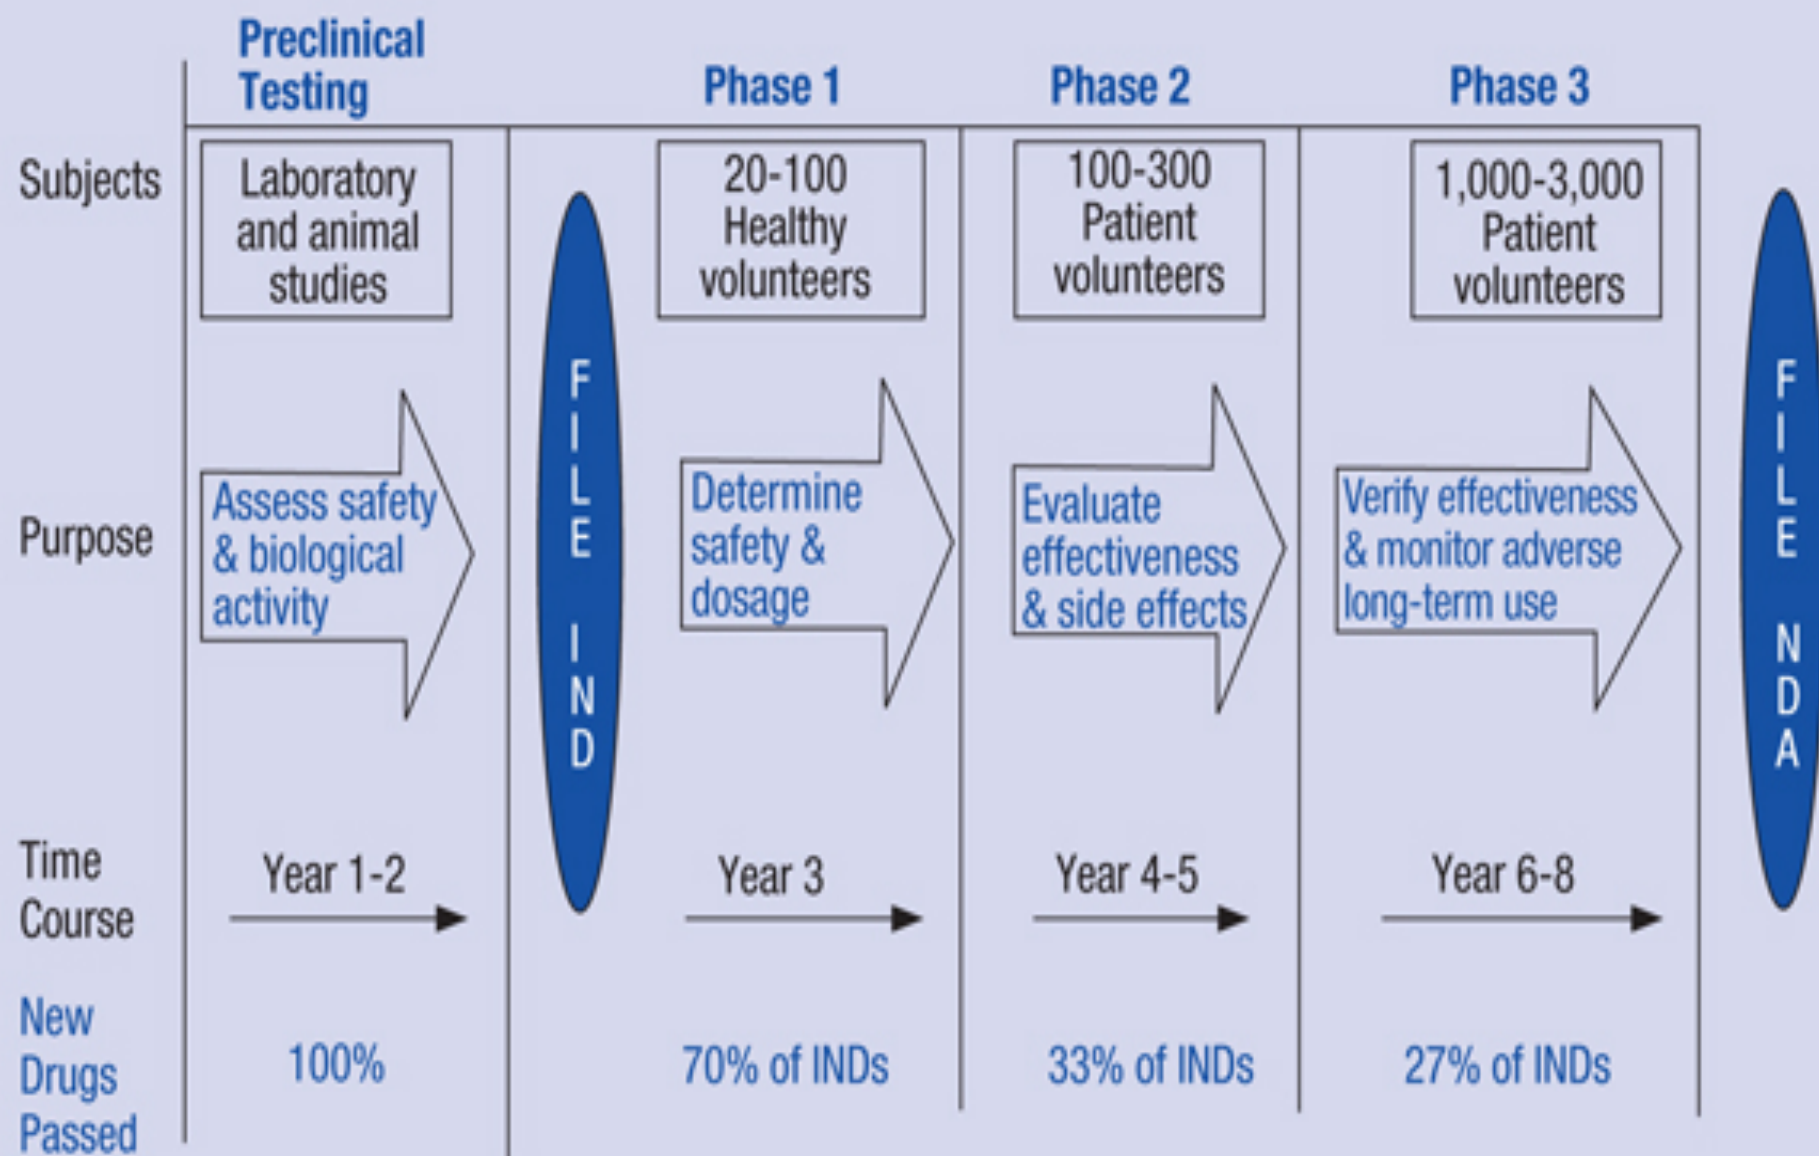 Preclinical
Testing
Phase 1
Phase 2
Phase 3
Subjects
Laboratory
and animal
studies
20-100
Healthy
volunteers
100-300
Patient
volunteers
1,000-3,000
Patient
volunteers
FILE IND
FILE NDA
Purpose
Assess safety
& biological
activity
Determine
safety &
dosage
Evaluate
effectiveness
& side effects
Verify effectiveness
& monitor adverse
long-term use
Time
Course
Year 1-2
Year 3
Year 4-5
Year 6-8
New
Drugs
Passed
100%
70% of INDs
33% of INDs
27% of INDs